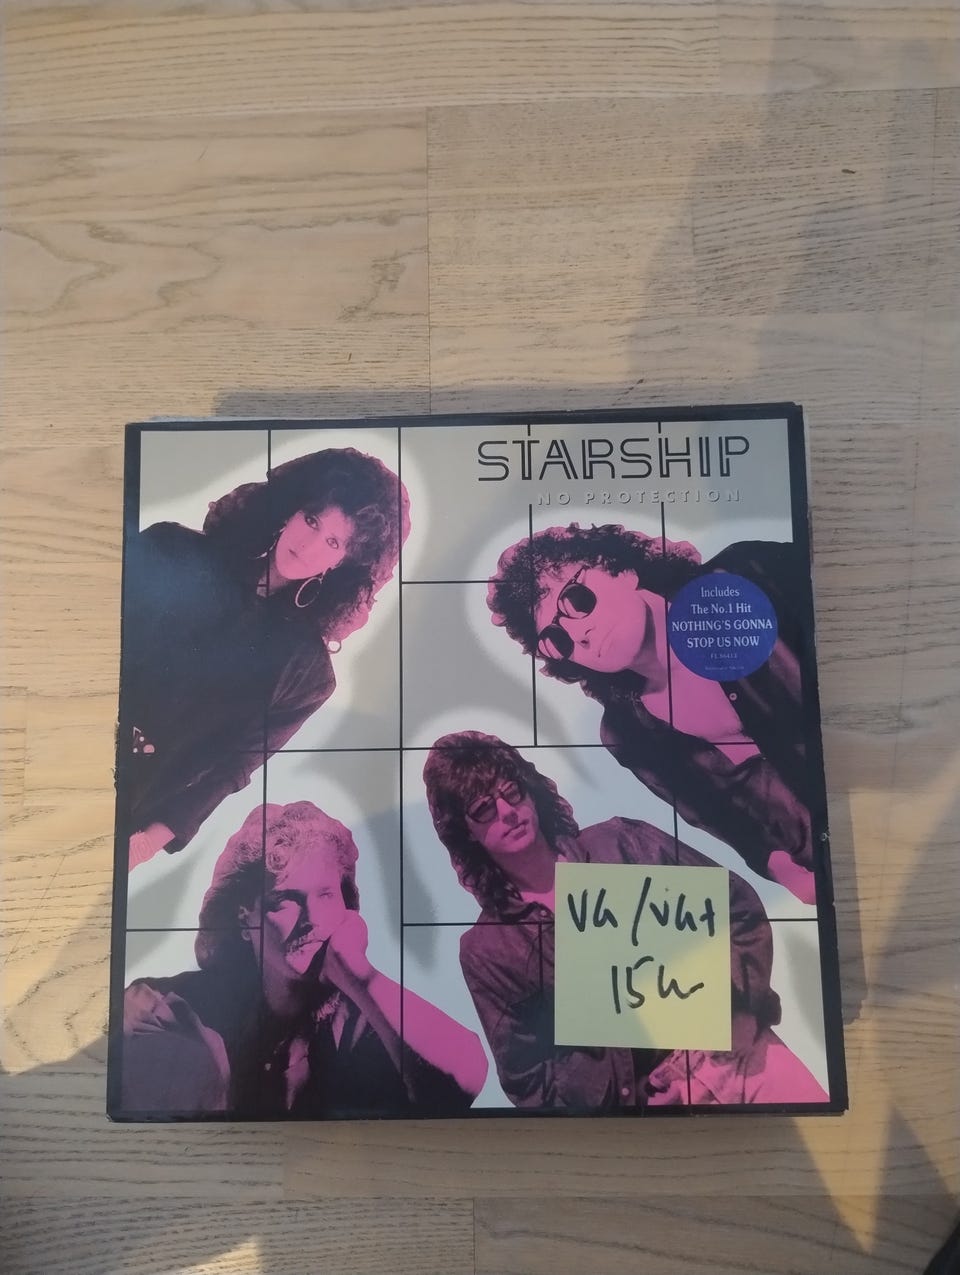 STARSHIP
NO PROTECTION
Includes
The No.1 Hit
NOTHING'S GONNA
STOP US NOW
VG/VG+
15kr